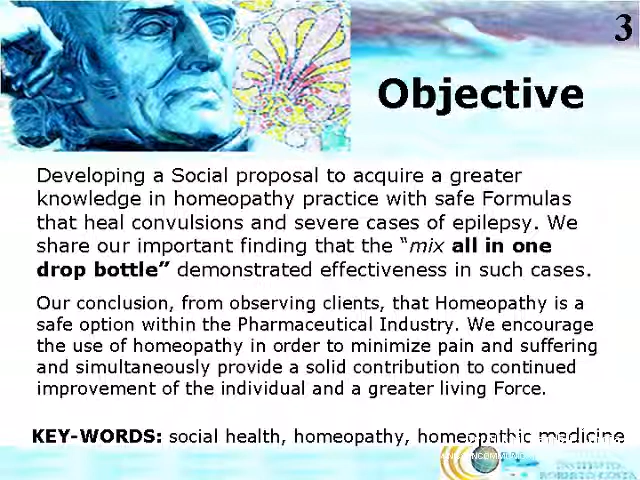 3
Objective
Developing a Social proposal to acquire a greater
knowledge in homeopathy practice with safe Formulas
that heal convulsions and severe cases of epilepsy. We
share our important finding that the “mix all in one
drop bottle” demonstrated effectiveness in such cases.
Our conclusion, from observing clients, that Homeopathy is a
safe option within the Pharmaceutical Industry. We encourage
the use of homeopathy in order to minimize pain and suffering
and simultaneously provide a solid contribution to continued
improvement of the individual and a greater living Force.
KEY-WORDS: social health, homeopathy, homeopathic medicine
INSTITUTO
ROBERTO COSTA